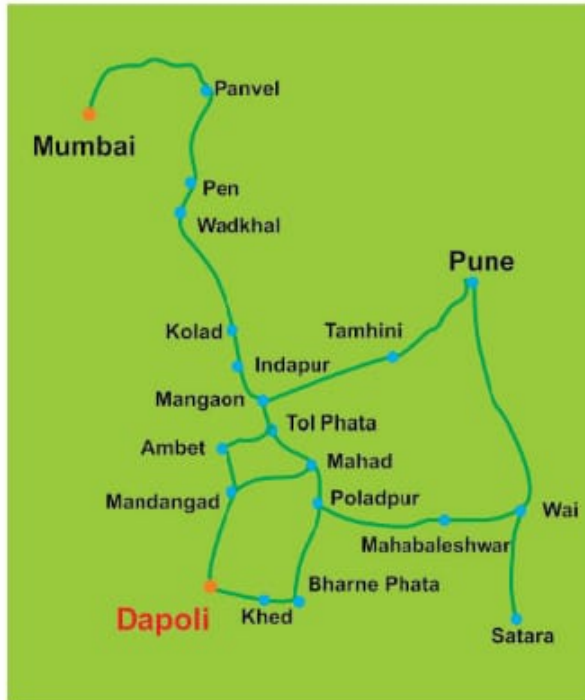 Panvel
Mumbai
Pen
Wadkhal
Pune
Kolad
Tamhini
Indapur
Mangaon
Tol Phata
Ambet
Mahad
Mandangad
Poladpur
Wai
Mahabaleshwar
Bharne Phata
Dapoli
Khed
Satara